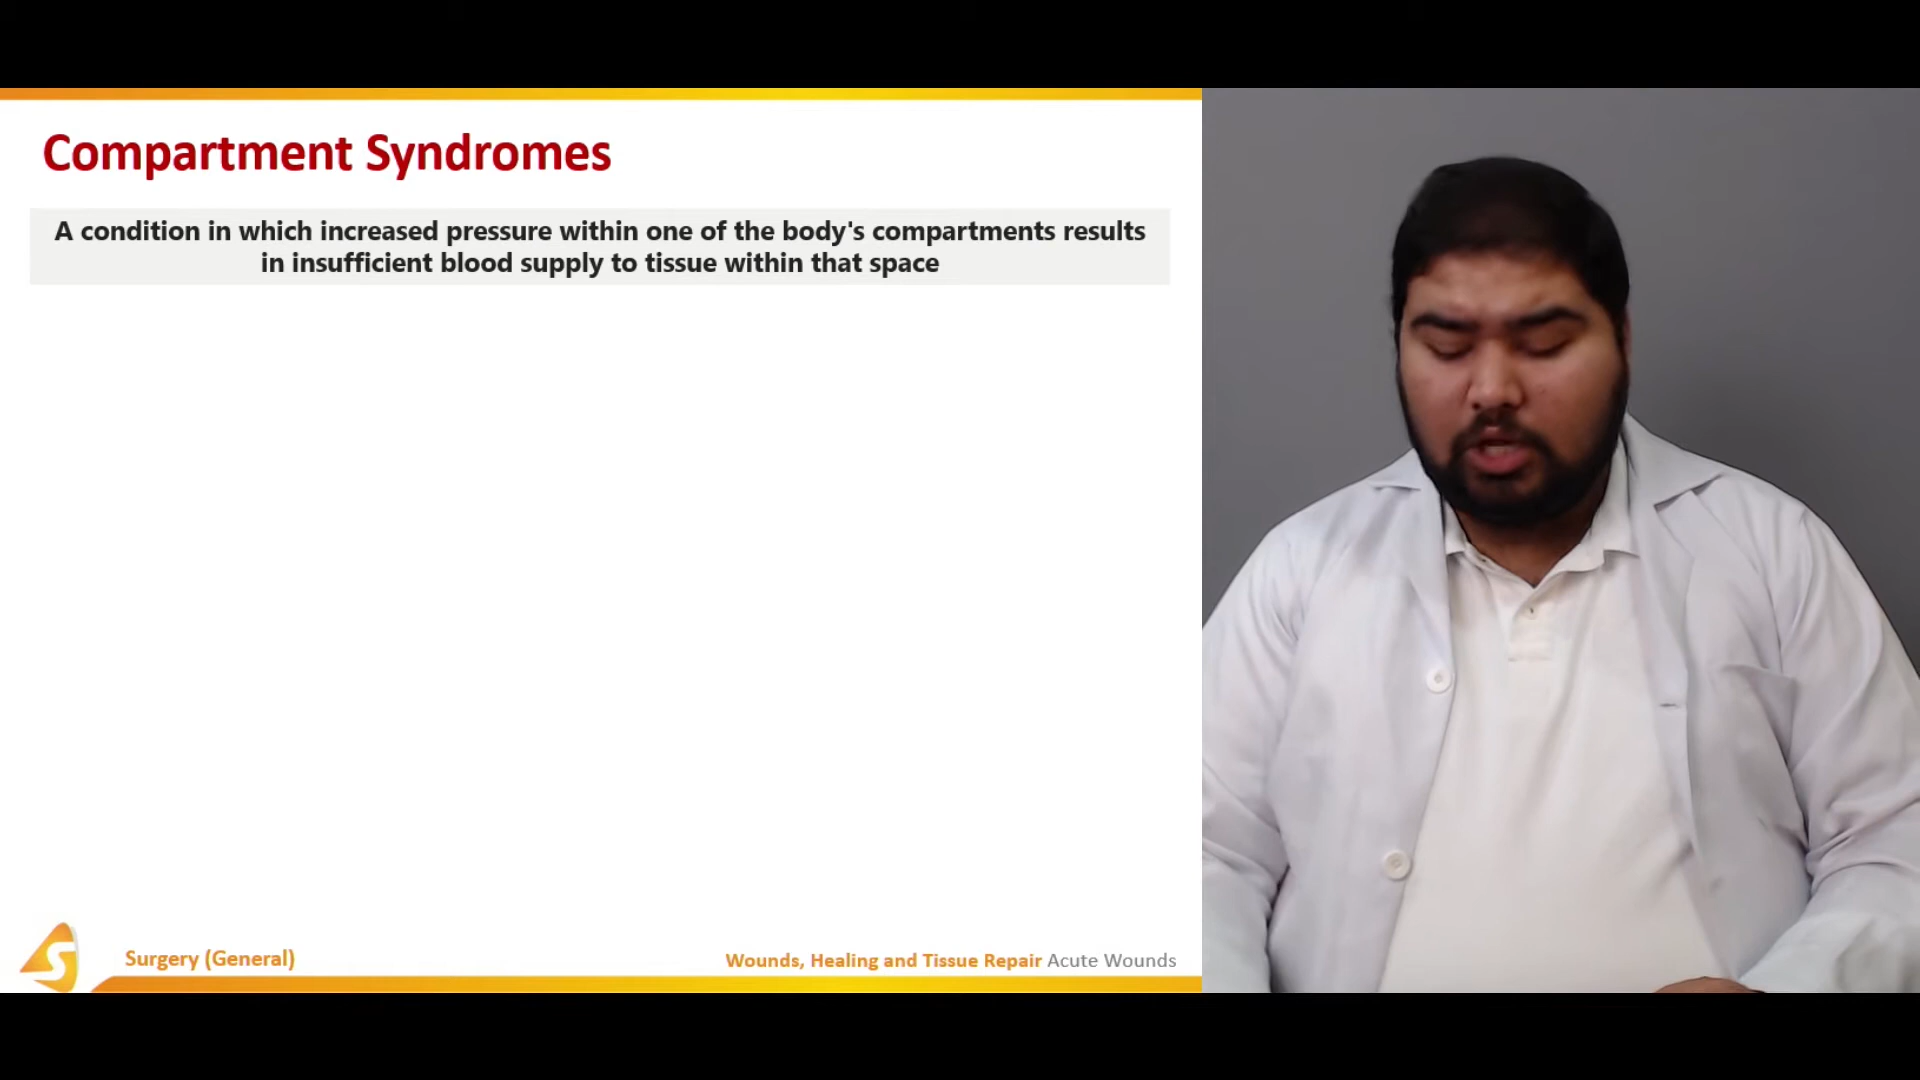 Compartment Syndromes
A condition in which increased pressure within one of the body's compartments results
in insufficient blood supply to tissue within that space
S
Surgery (General)
Wounds, Healing and Tissue Repair Acute Wounds